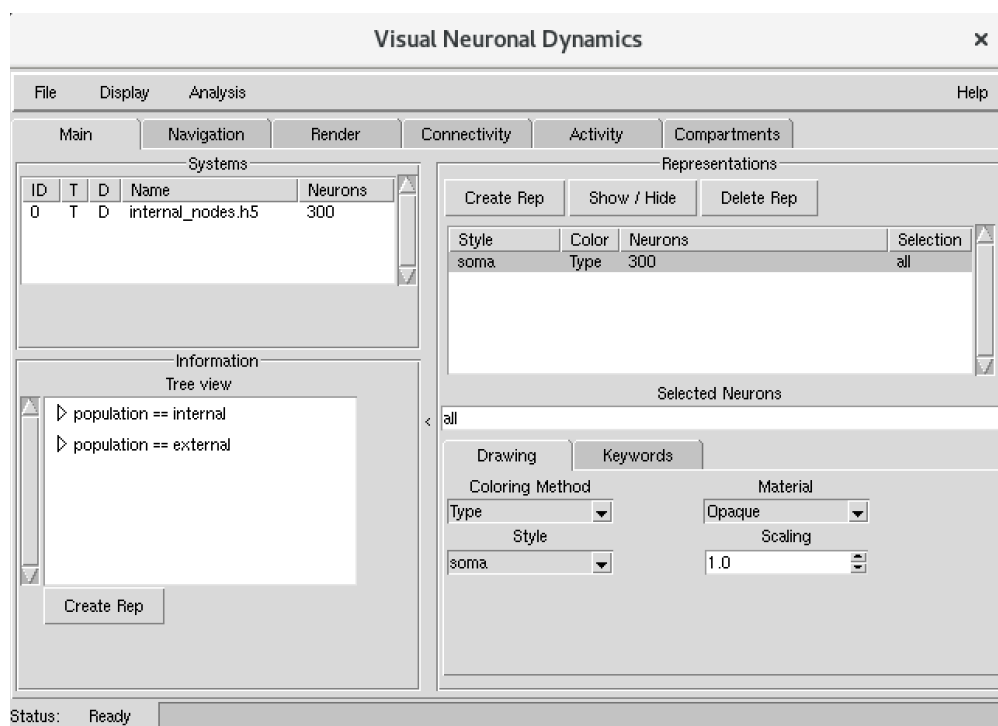 Visual Neuronal Dynamics
×
File Display Analysis Help
Main Navigation Render Connectivity Activity Compartments
Systems
ID T D Name Neurons
0 T D internal_nodes.h5 300
Information
Tree view
population == internal
population == external
Create Rep
Representations
Create Rep Show / Hide Delete Rep
Style Color Neurons Selection
soma Type 300 all
Selected Neurons
<
all
Drawing Keywords
Coloring Method Material
Type Opaque
Style Scaling
soma 1.0
Status: Ready